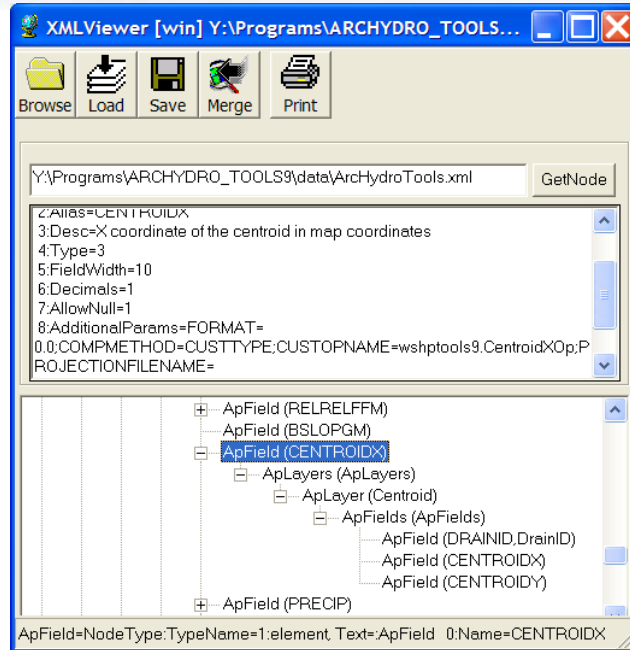 XMLViewer [win] Y:\Programs\ARCHYDRO_TOOLS...
Browse Load Save Merge Print
Y:\Programs\ARCHYDRO_TOOLS9\data\ArcHydroTools.xml GetNode
2:Alias=CENTROIDX
3:Desc=X coordinate of the centroid in map coordinates
4:Type=3
5:FieldWidth=10
6:Decimals=1
7:AllowNull=1
8:AdditionalParams=FORMAT=
0.0;COMPMETHOD=CUSTTYPE;CUSTOPNAME=wshptools9.CentroidXOp;P
ROJECTIONFILENAME=
ApField (RELRELFFM)
ApField (BSLOPGM)
ApField (CENTROIDX)
ApLayers (ApLayers)
ApLayer (Centroid)
ApFields (ApFields)
ApField (DRAINID,DrainID)
ApField (CENTROIDX)
ApField (CENTROIDY)
ApField (PRECIP)
ApField=NodeType:TypeName=1:element, Text=:ApField 0:Name=CENTROIDX